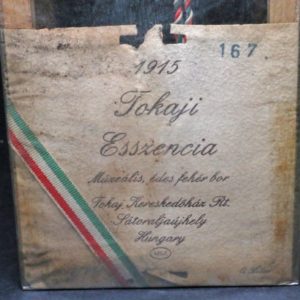 167
1915
Tokaji
Esszencia
Muzeális, édes fehér bor
Tokaj Kereskedőház Rt.
Sátoraljaújhely
Hungary